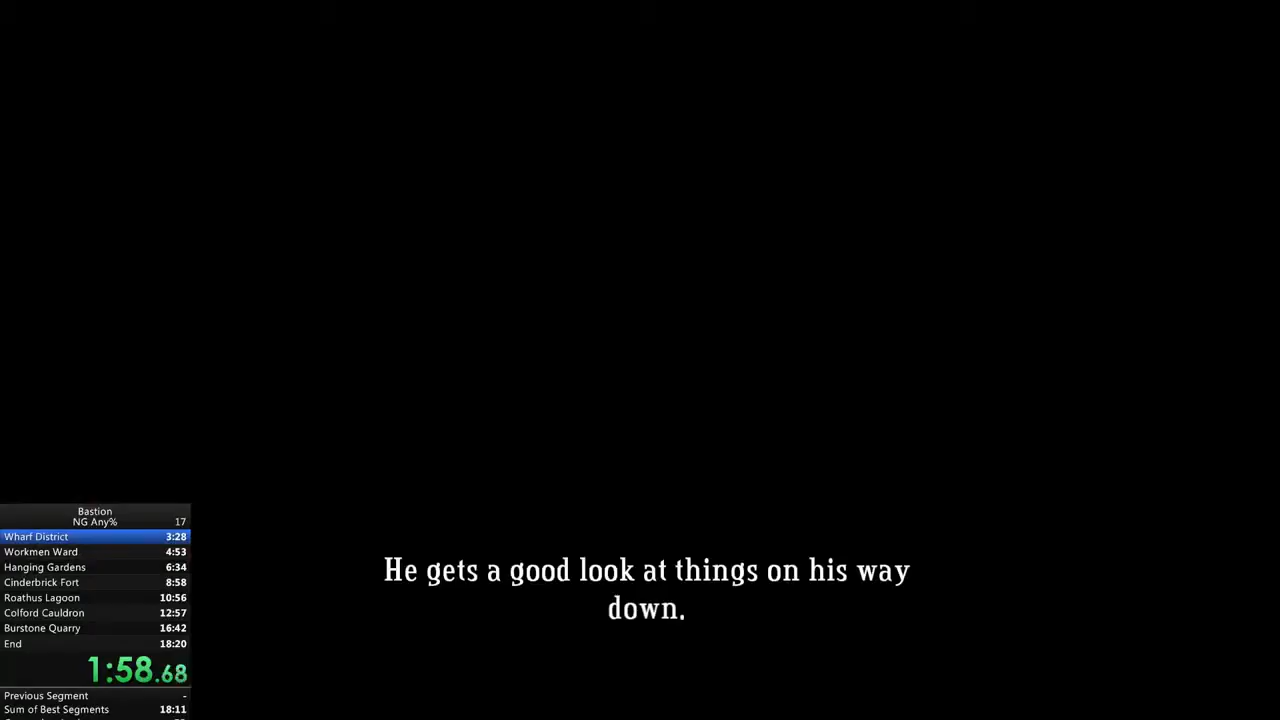 Bastion
NG Any% 17
Wharf District 3:28
Workmen Ward 4:53
Hanging Gardens 6:34
Cinderbrick Fort 8:58
Roathus Lagoon 10:56
Colford Cauldron 12:57
Burstone Quarry 16:42
End 18:20
1:58.68
Previous Segment -
Sum of Best Segments 18:11
He gets a good look at things on his way
down.